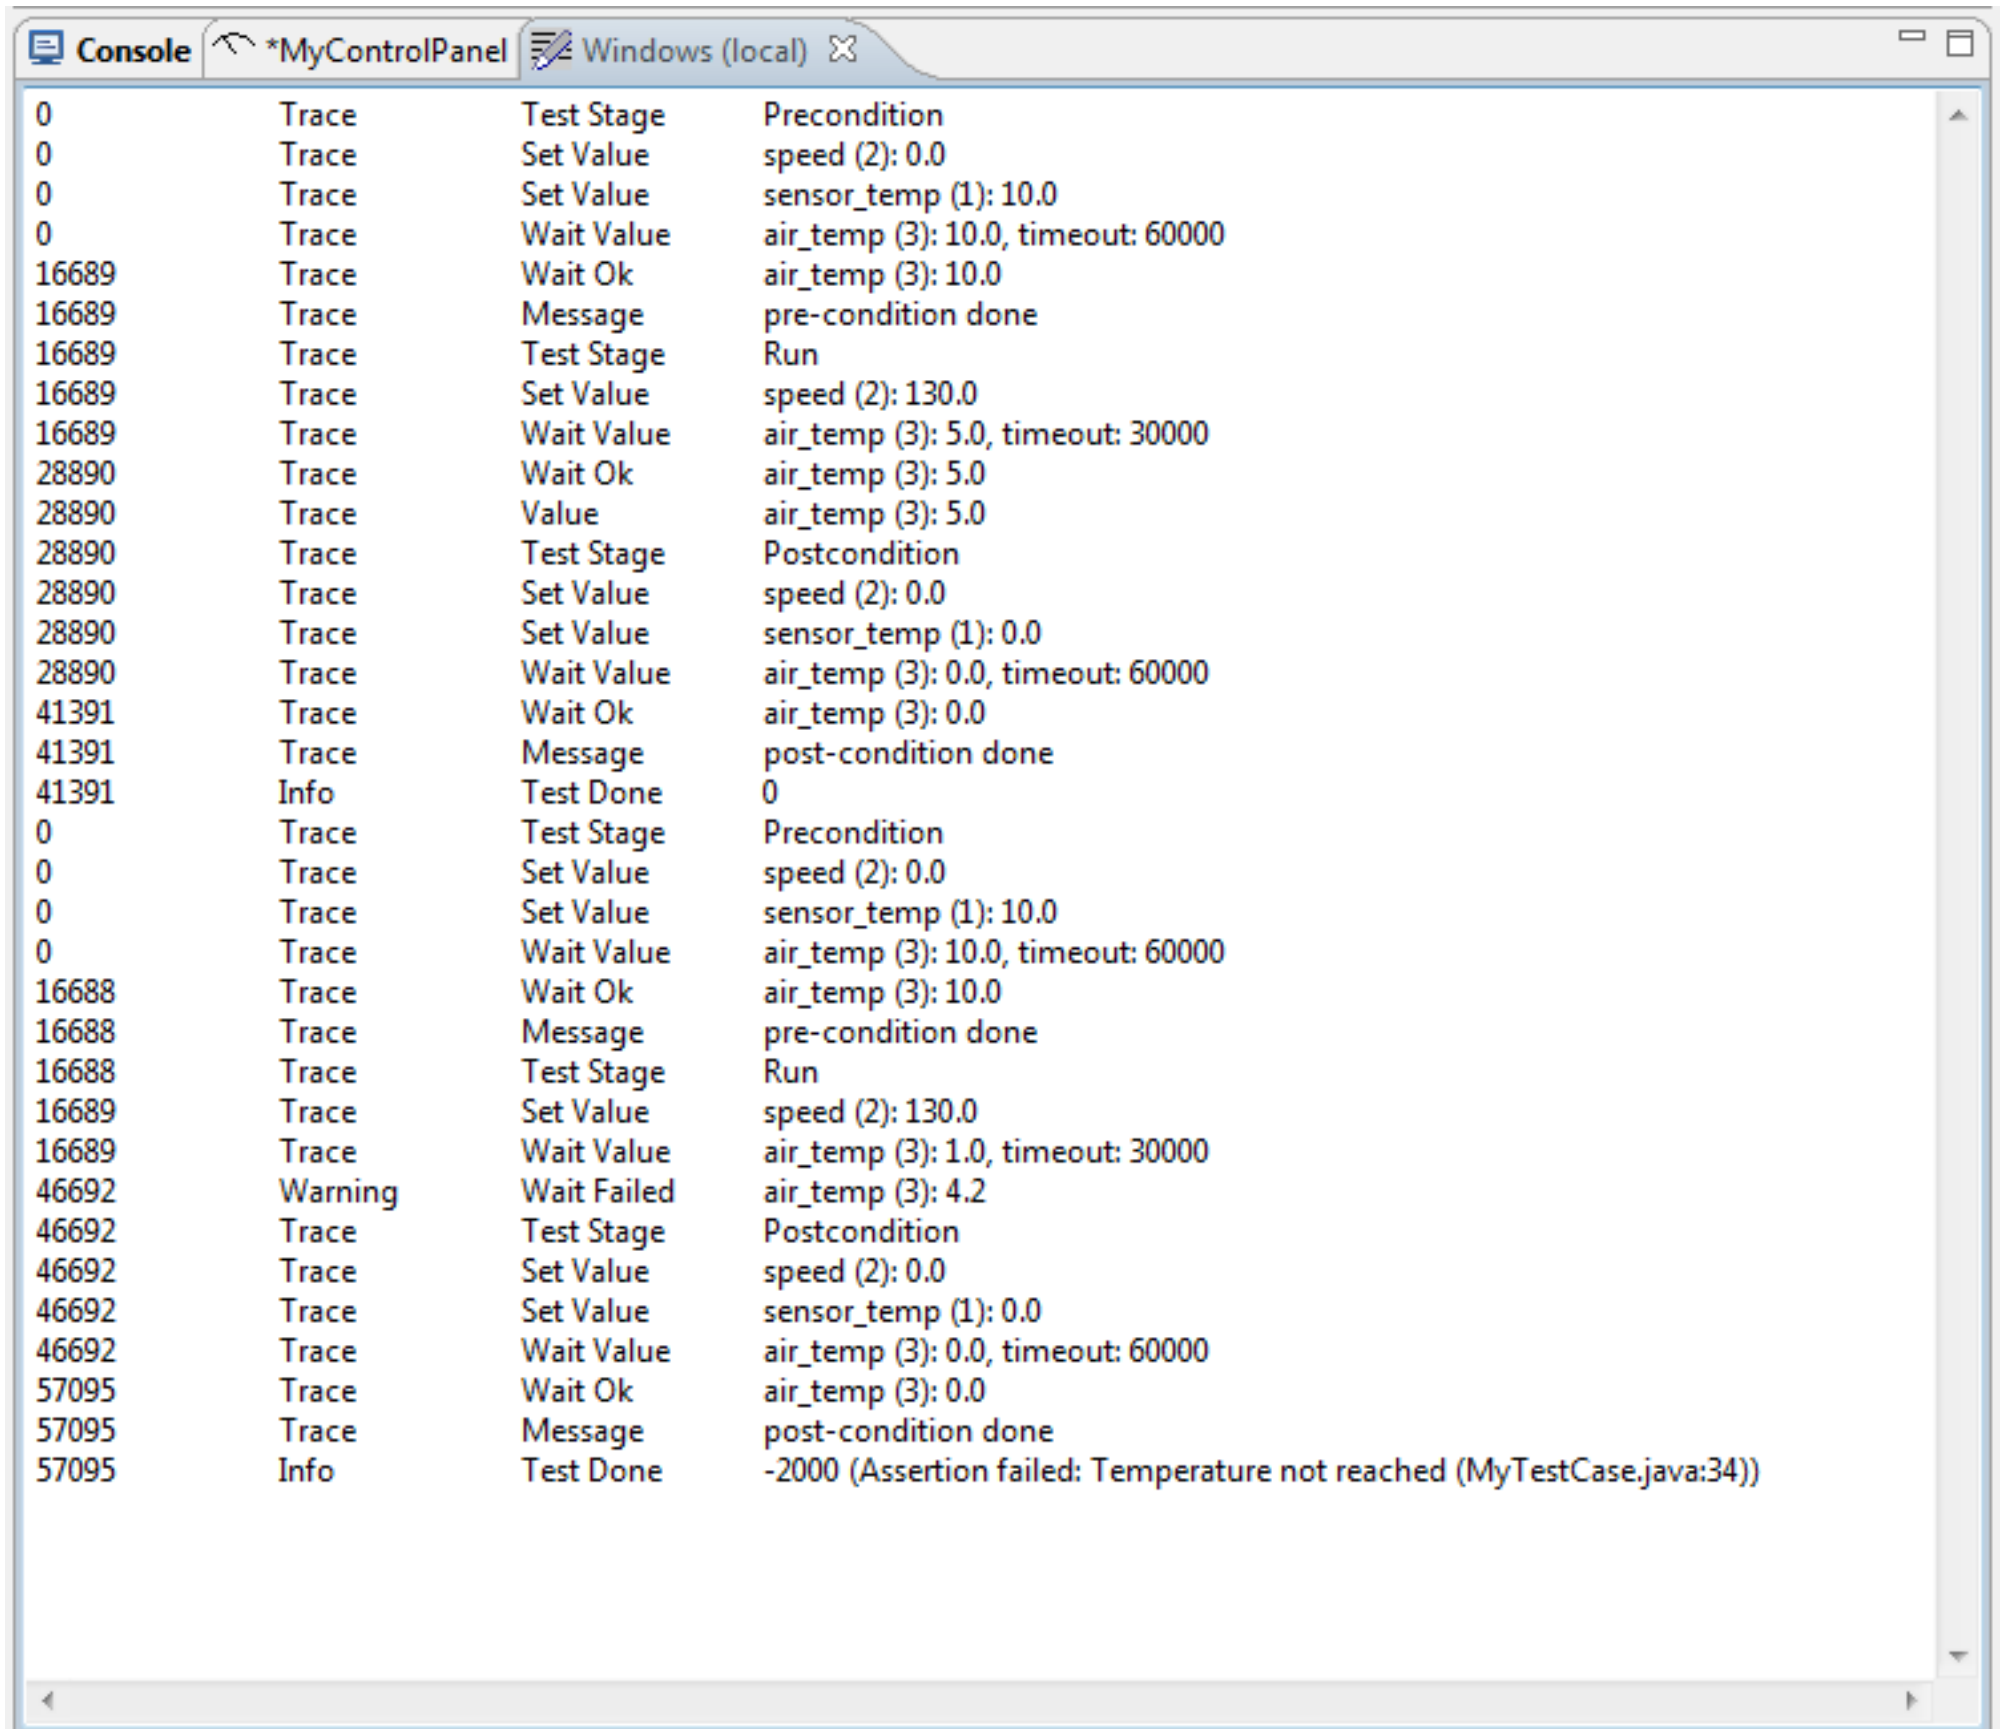 Console *MyControlPanel Windows (local)
0 Trace Test Stage Precondition
0 Trace Set Value speed (2): 0.0
0 Trace Set Value sensor_temp (1): 10.0
0 Trace Wait Value air_temp (3): 10.0, timeout: 60000
16689 Trace Wait Ok air_temp (3): 10.0
16689 Trace Message pre-condition done
16689 Trace Test Stage Run
16689 Trace Set Value speed (2): 130.0
16689 Trace Wait Value air_temp (3): 5.0, timeout: 30000
28890 Trace Wait Ok air_temp (3): 5.0
28890 Trace Value air_temp (3): 5.0
28890 Trace Test Stage Postcondition
28890 Trace Set Value speed (2): 0.0
28890 Trace Set Value sensor_temp (1): 0.0
28890 Trace Wait Value air_temp (3): 0.0, timeout: 60000
41391 Trace Wait Ok air_temp (3): 0.0
41391 Trace Message post-condition done
41391 Info Test Done 0
0 Trace Test Stage Precondition
0 Trace Set Value speed (2): 0.0
0 Trace Set Value sensor_temp (1): 10.0
0 Trace Wait Value air_temp (3): 10.0, timeout: 60000
16688 Trace Wait Ok air_temp (3): 10.0
16688 Trace Message pre-condition done
16688 Trace Test Stage Run
16689 Trace Set Value speed (2): 130.0
16689 Trace Wait Value air_temp (3): 1.0, timeout: 30000
46692 Warning Wait Failed air_temp (3): 4.2
46692 Trace Test Stage Postcondition
46692 Trace Set Value speed (2): 0.0
46692 Trace Set Value sensor_temp (1): 0.0
46692 Trace Wait Value air_temp (3): 0.0, timeout: 60000
57095 Trace Wait Ok air_temp (3): 0.0
57095 Trace Message post-condition done
57095 Info Test Done -2000 (Assertion failed: Temperature not reached (MyTestCase.java:34))